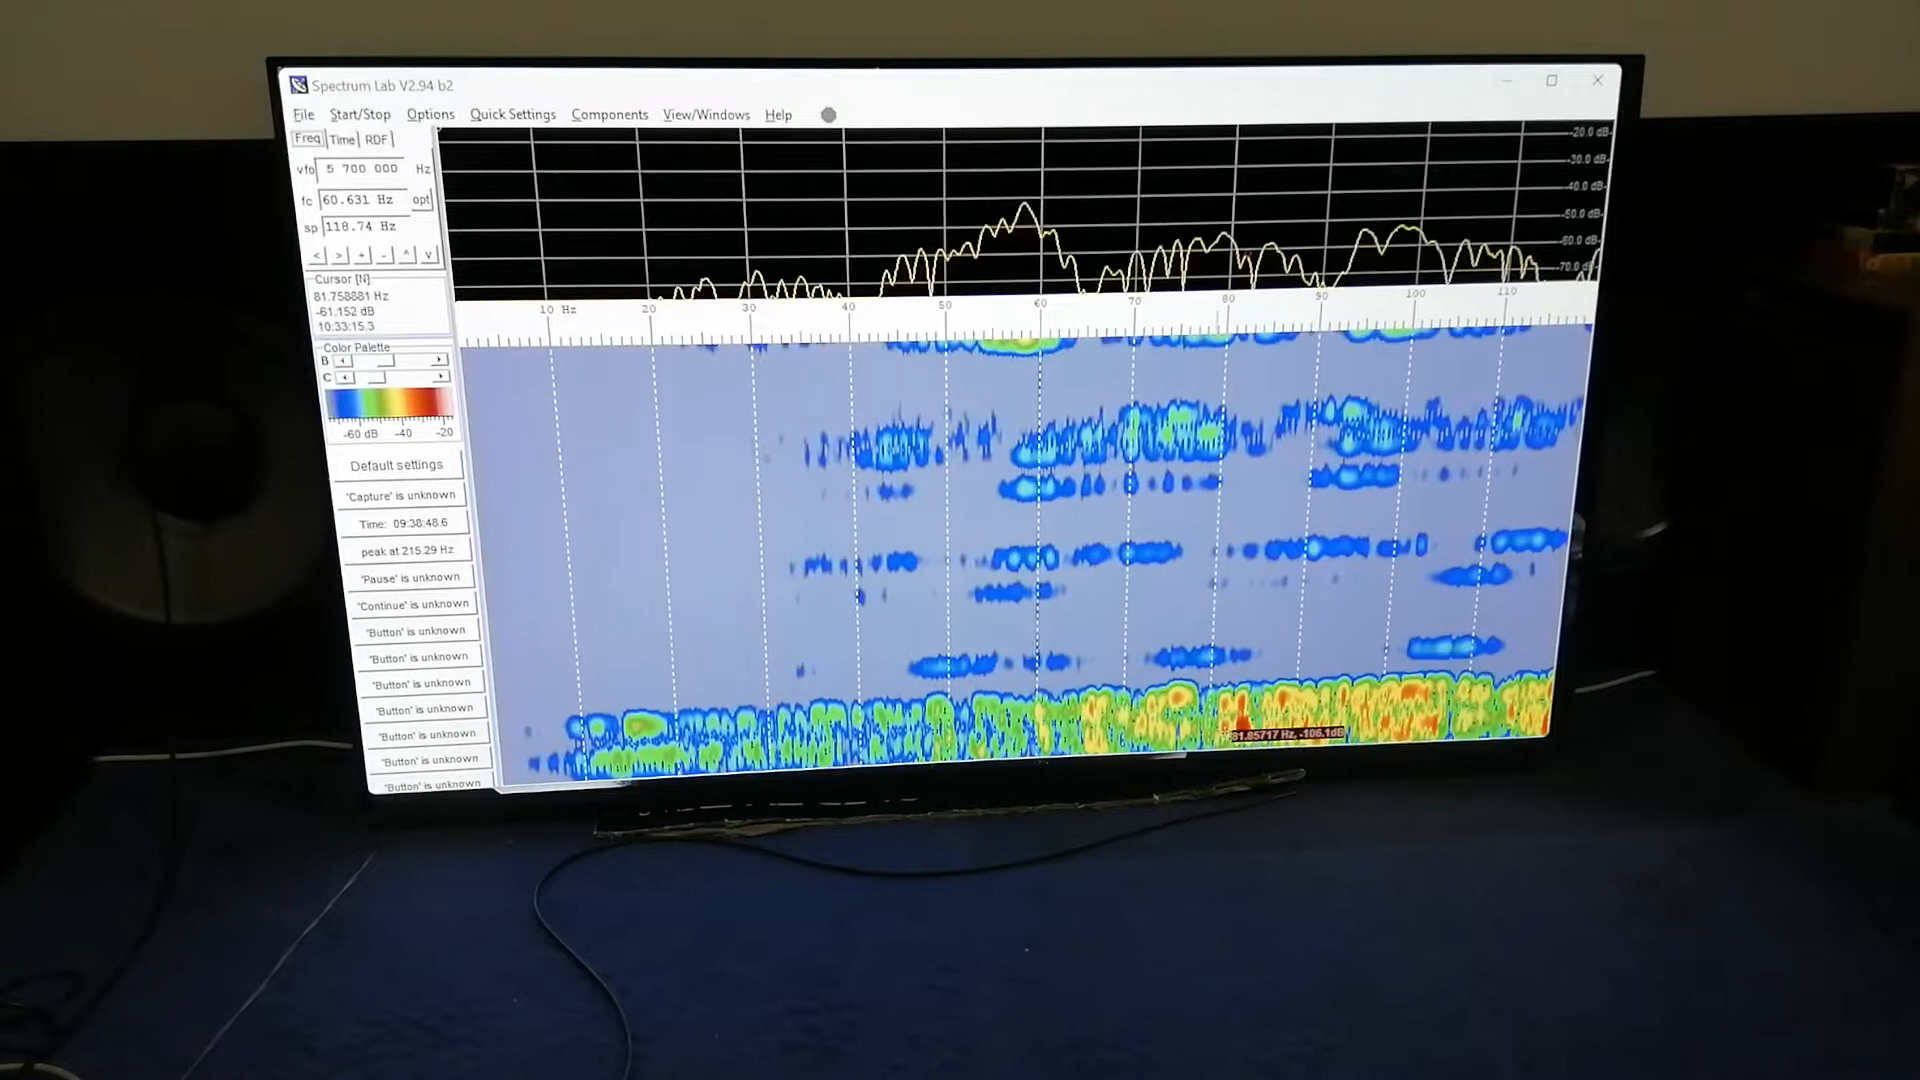 Spectrum Lab V2.94 b2
File Start/Stop Options Quick Settings Components View/Windows Help
Freq Time RDF
vfo 5 700 000 Hz
fc 60.631 Hz opt
sp 118.74 Hz
< > + - ^ v
Cursor [N]
81.758881 Hz
-61.152 dB
10:33:15.3
Color Palette
B
C
-60 dB -40 -20
Default settings
'Capture' is unknown
Time: 09:38:48.6
peak at 215.29 Hz
'Pause' is unknown
'Continue' is unknown
'Button' is unknown
'Button' is unknown
'Button' is unknown
'Button' is unknown
'Button' is unknown
'Button' is unknown
'Button' is unknown
-20.0 dB
-30.0 dB
-40.0 dB
-50.0 dB
-60.0 dB
-70.0 dB
10 Hz 20 30 40 50 60 70 80 90 100 110
81.85717 Hz, -106.1dB